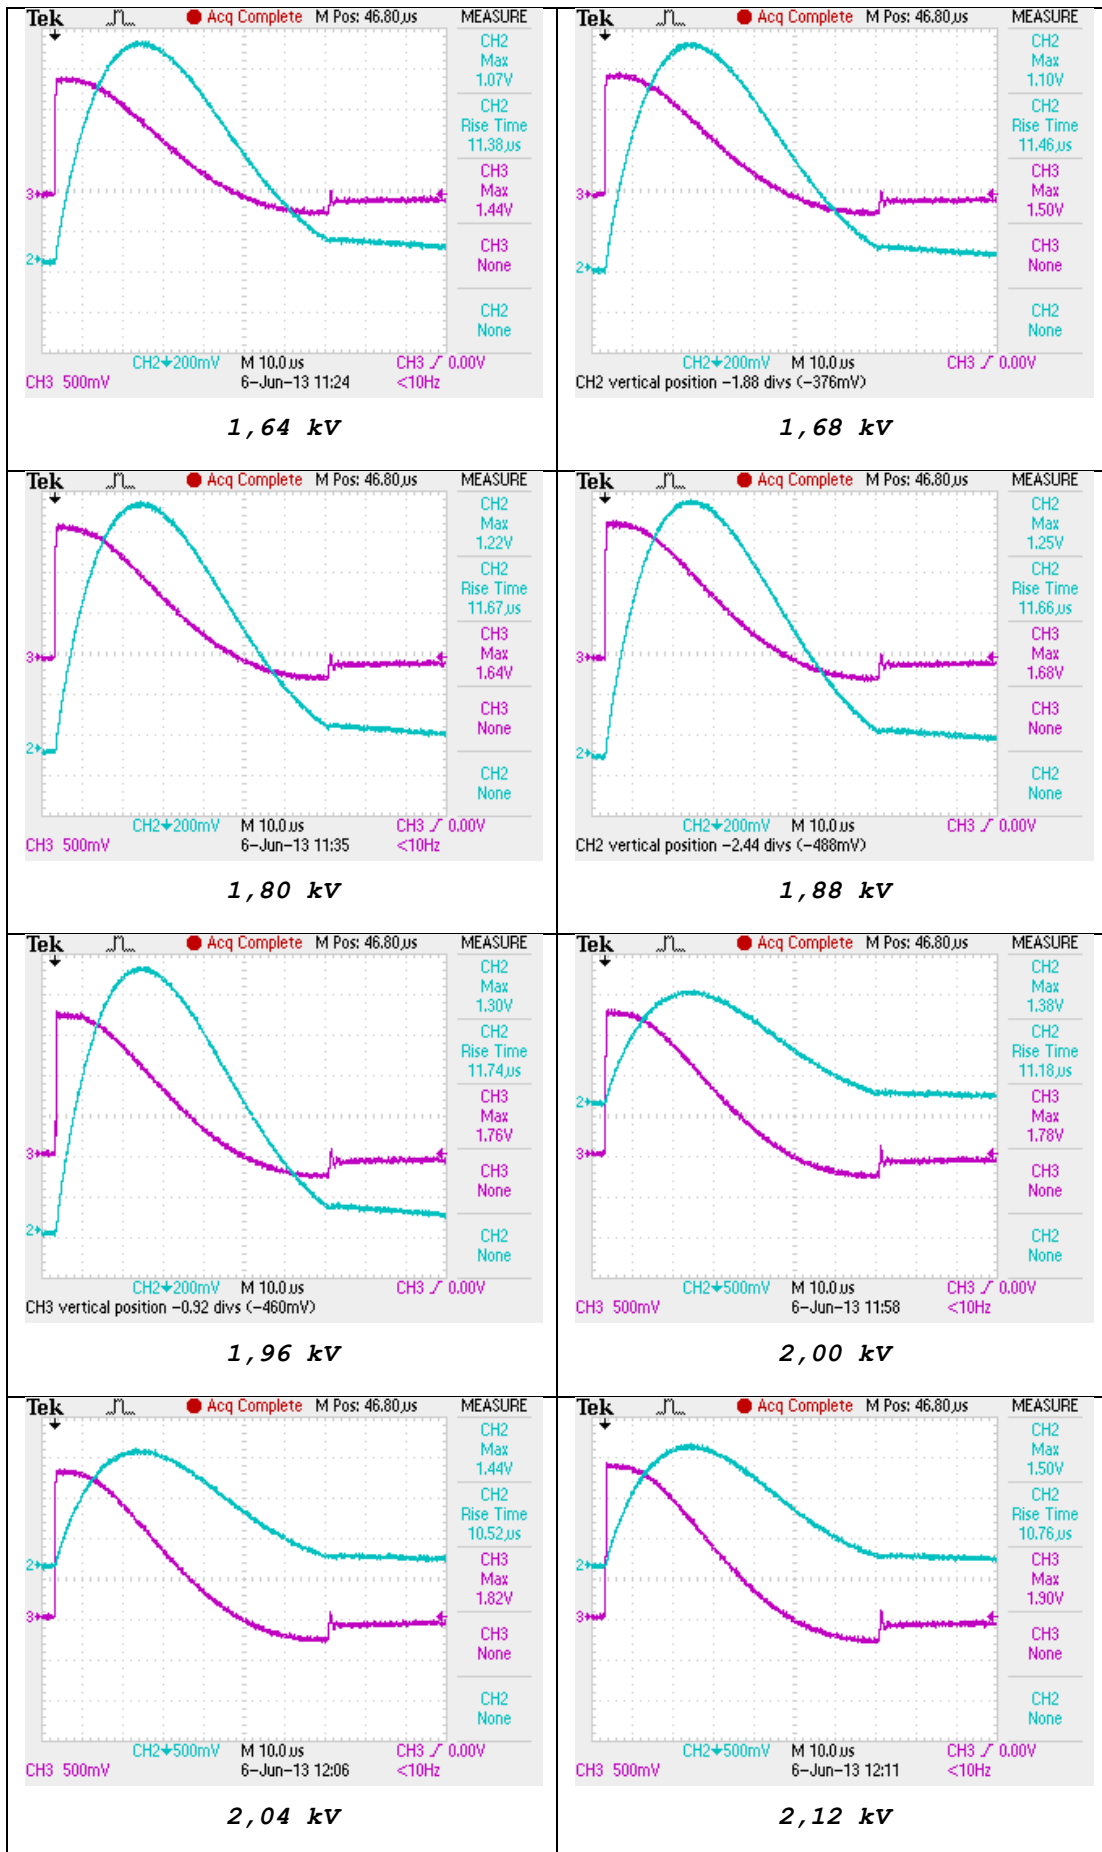 Tek Acq Complete M Pos: 46.80µs MEASURE
CH2
Max
1.07V
CH2
Rise Time
11.38µs
CH3
Max
1.44V
CH3
None
CH2
None
3
2
CH2 200mV M 10.0µs CH3 0.00V
CH3 500mV 6-Jun-13 11:24 <10Hz
1,64 kV
Tek Acq Complete M Pos: 46.80µs MEASURE
CH2
Max
1.10V
CH2
Rise Time
11.46µs
CH3
Max
1.50V
CH3
None
CH2
None
3
2
CH2 200mV M 10.0µs CH3 0.00V
CH2 vertical position -1.88 divs (-376mV)
1,68 kV
Tek Acq Complete M Pos: 46.80µs MEASURE
CH2
Max
1.22V
CH2
Rise Time
11.67µs
CH3
Max
1.64V
CH3
None
CH2
None
3
2
CH2 200mV M 10.0µs CH3 0.00V
CH3 500mV 6-Jun-13 11:35 <10Hz
1,80 kV
Tek Acq Complete M Pos: 46.80µs MEASURE
CH2
Max
1.25V
CH2
Rise Time
11.66µs
CH3
Max
1.68V
CH3
None
CH2
None
3
2
CH2 200mV M 10.0µs CH3 0.00V
CH2 vertical position -2.44 divs (-488mV)
1,88 kV
Tek Acq Complete M Pos: 46.80µs MEASURE
CH2
Max
1.30V
CH2
Rise Time
11.74µs
CH3
Max
1.76V
CH3
None
CH2
None
3
2
CH2 200mV M 10.0µs CH3 0.00V
CH3 vertical position -0.92 divs (-460mV)
1,96 kV
Tek Acq Complete M Pos: 46.80µs MEASURE
CH2
Max
1.38V
CH2
Rise Time
11.18µs
CH3
Max
1.78V
CH3
None
CH2
None
2
3
CH2 500mV M 10.0µs CH3 0.00V
CH3 500mV 6-Jun-13 11:58 <10Hz
2,00 kV
Tek Acq Complete M Pos: 46.80µs MEASURE
CH2
Max
1.44V
CH2
Rise Time
10.52µs
CH3
Max
1.82V
CH3
None
CH2
None
2
3
CH2 500mV M 10.0µs CH3 0.00V
CH3 500mV 6-Jun-13 12:06 <10Hz
2,04 kV
Tek Acq Complete M Pos: 46.80µs MEASURE
CH2
Max
1.50V
CH2
Rise Time
10.76µs
CH3
Max
1.90V
CH3
None
CH2
None
2
3
CH2 500mV M 10.0µs CH3 0.00V
CH3 500mV 6-Jun-13 12:11 <10Hz
2,12 kV